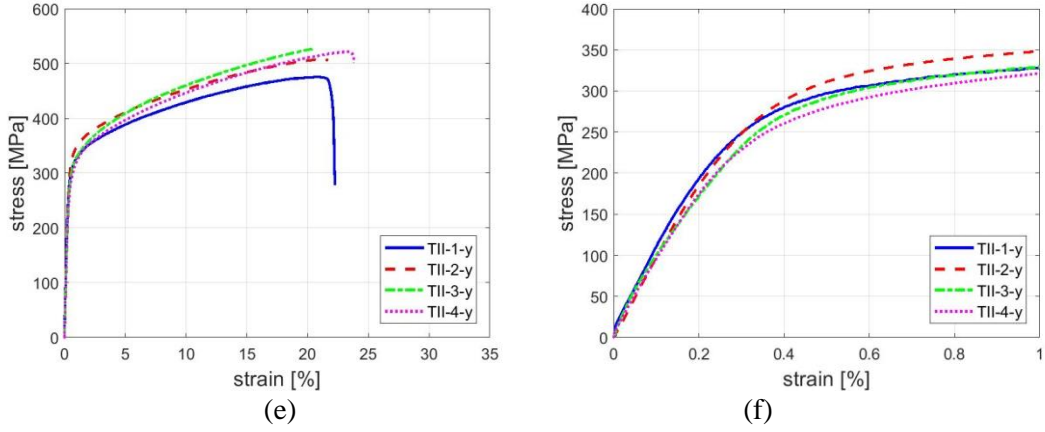 600
500
400
300
200
100
0
stress [MPa]
0 5 10 15 20 25 30 35
strain [%]
TII-1-y
TII-2-y
TII-3-y
TII-4-y
(e)
400
350
300
250
200
150
100
50
0
stress [MPa]
0 0.2 0.4 0.6 0.8 1
strain [%]
TII-1-y
TII-2-y
TII-3-y
TII-4-y
(f)